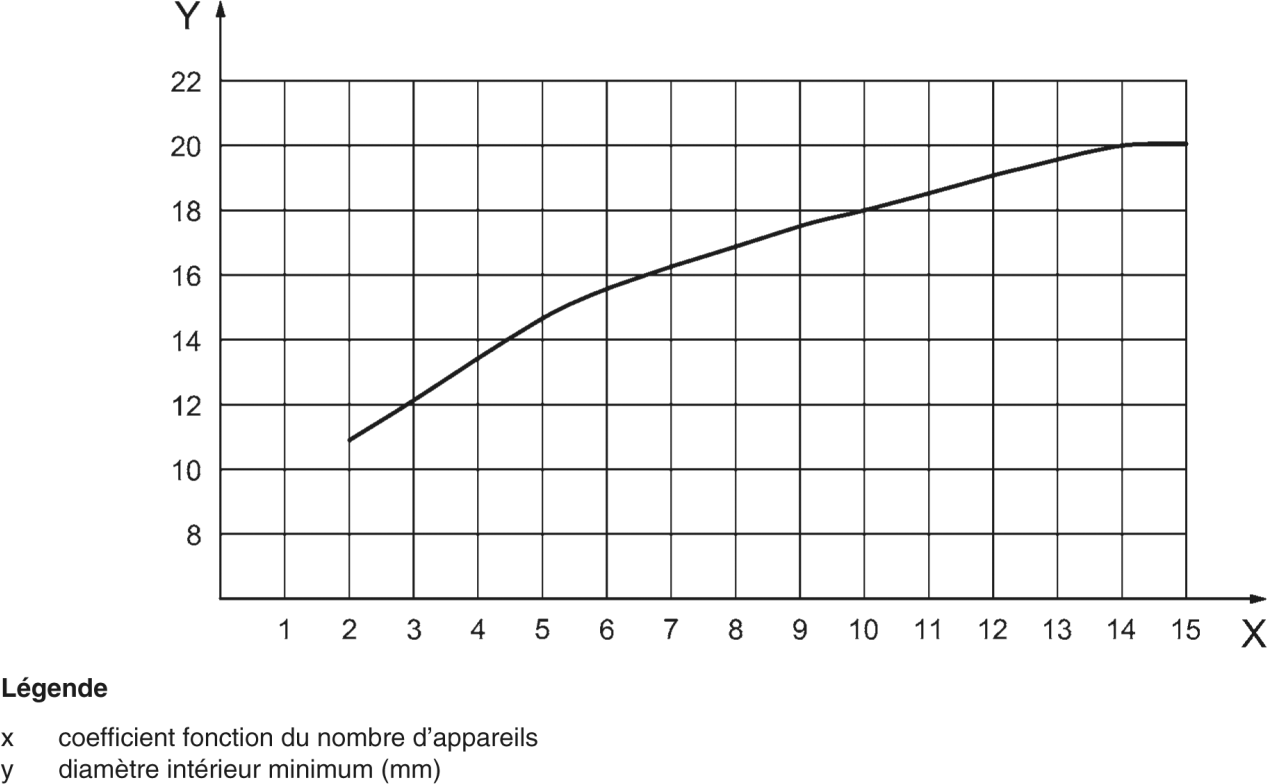 Y
22
20
18
16
14
12
10
8
1 2 3 4 5 6 7 8 9 10 11 12 13 14 15 X
Légende
x coefficient fonction du nombre d’appareils
y diamètre intérieur minimum (mm)